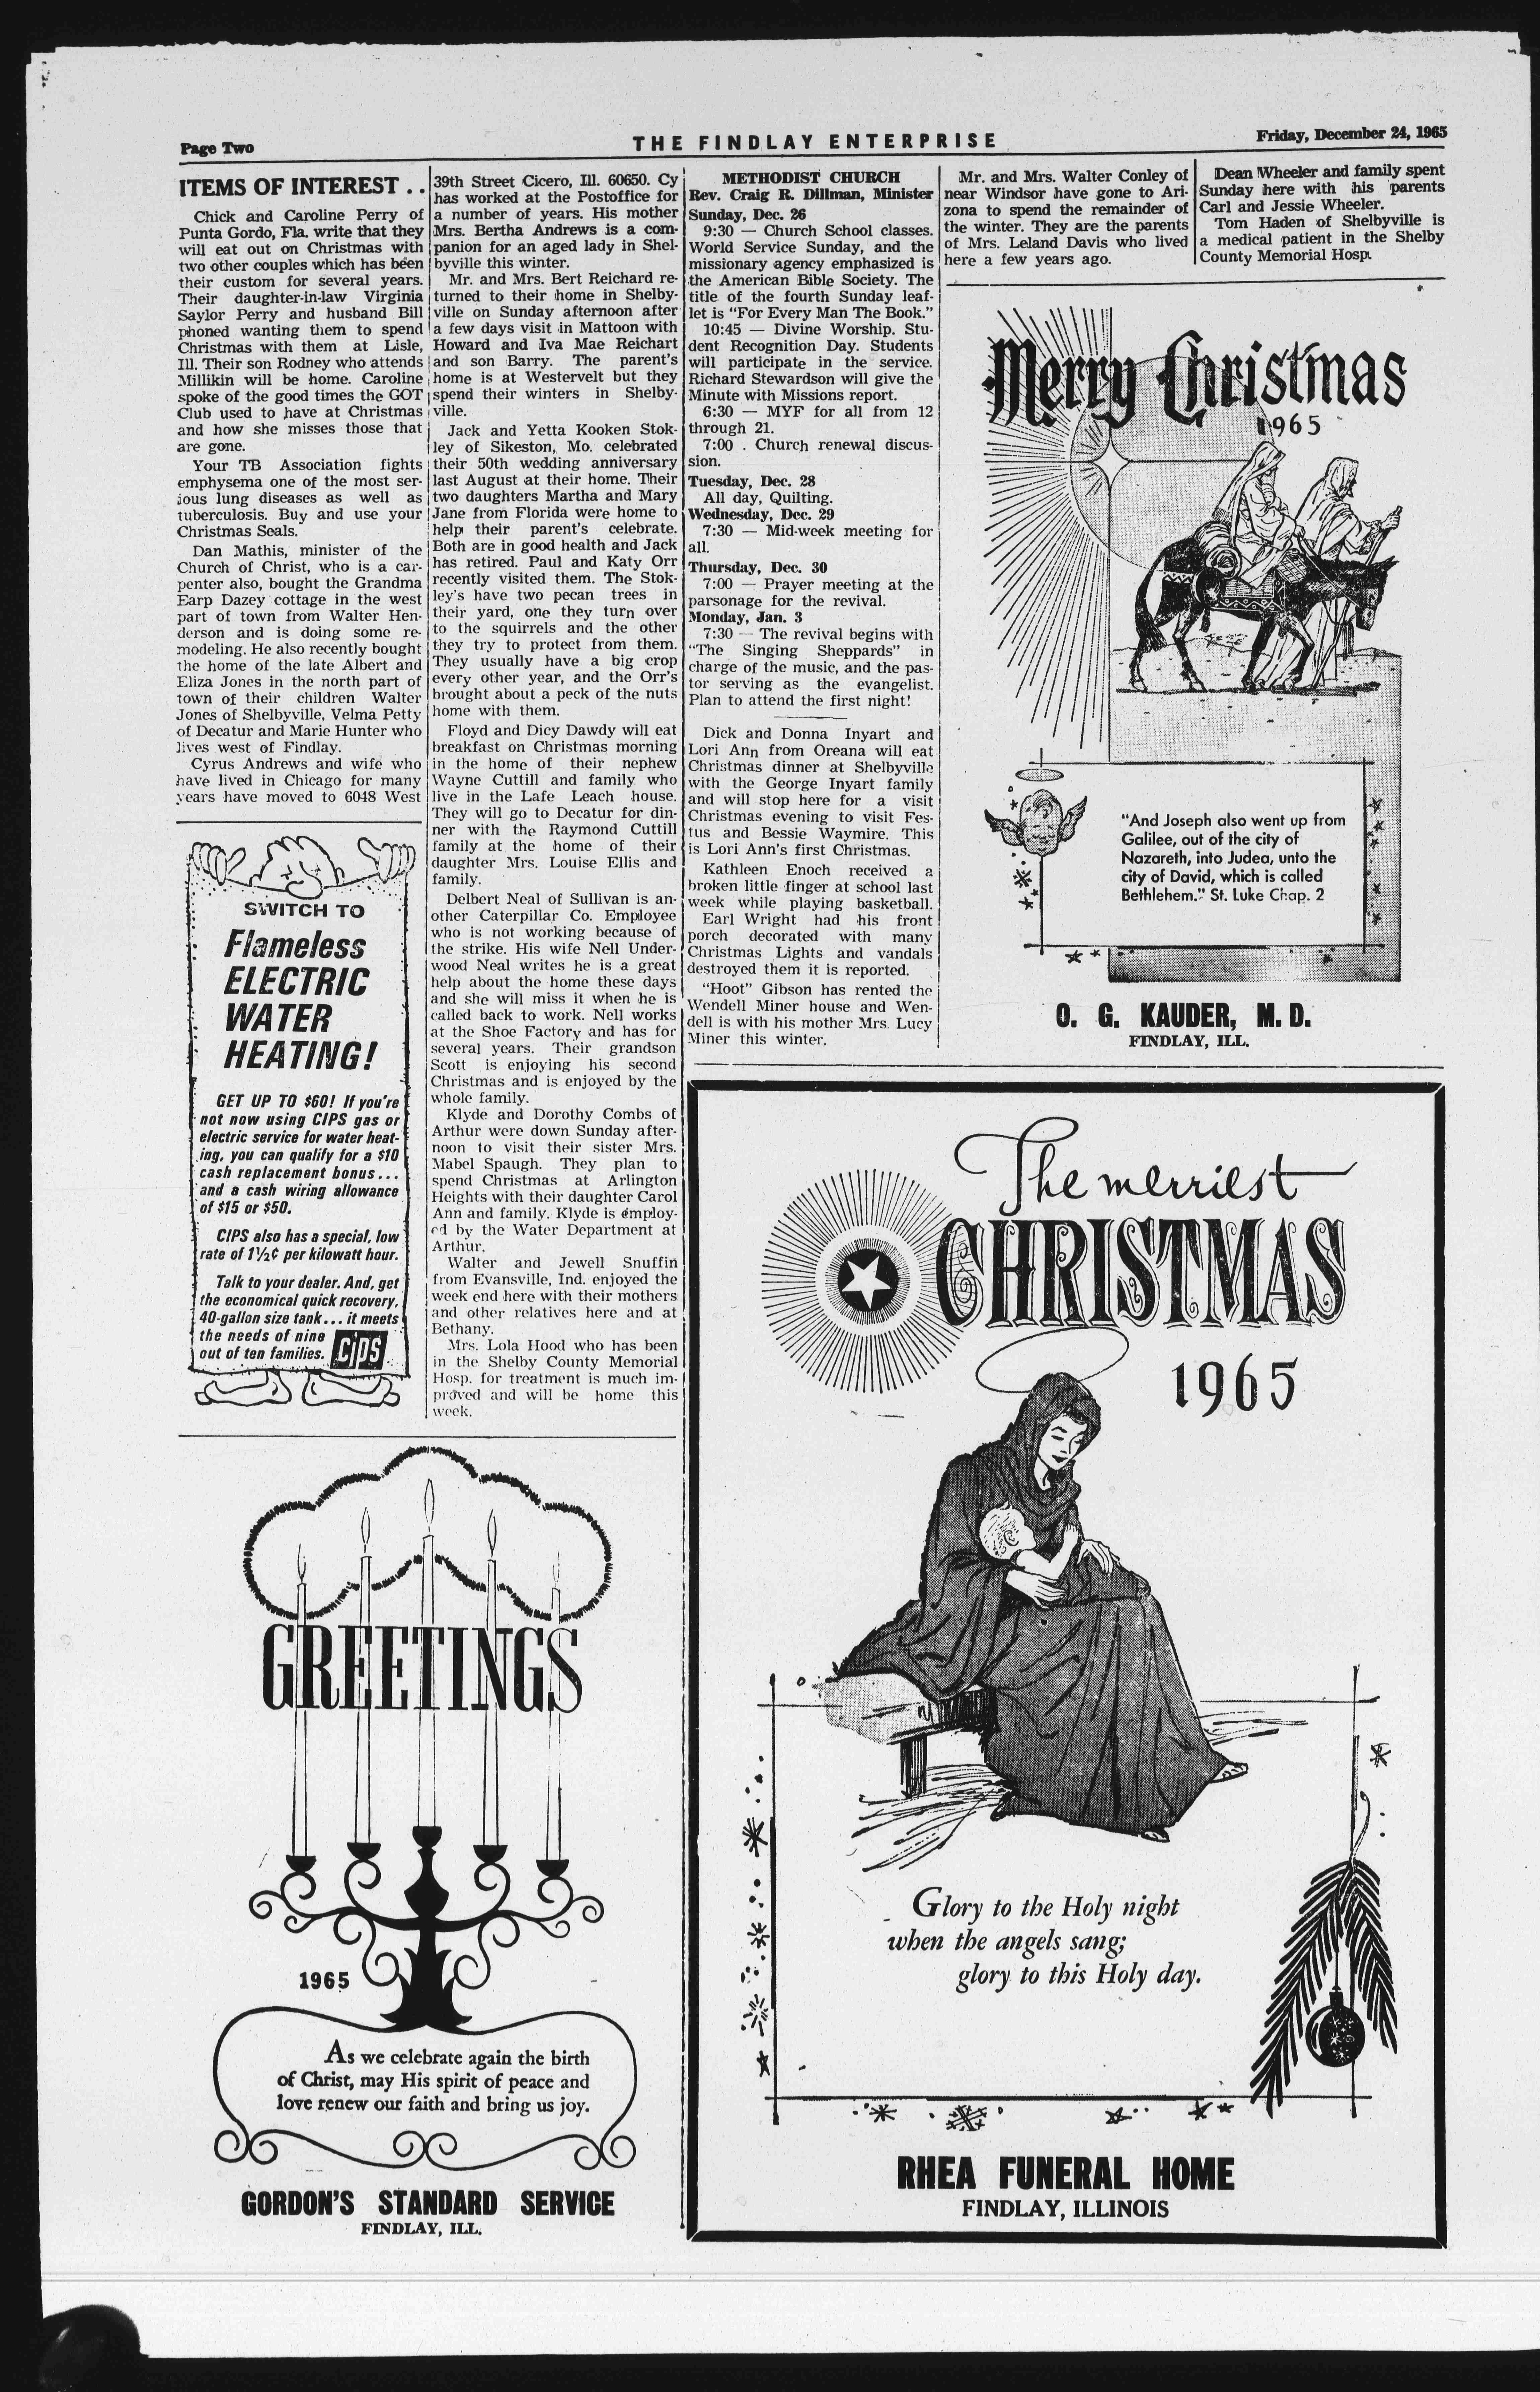 Page Two
THE FINDLAY ENTERPRISE
Friday, December 24, 1965
ITEMS OF INTEREST . .
Chick and Caroline Perry of
Punta Gordo, Fla. write that they
will eat out on Christmas with
two other couples which has been
their custom for several years.
Their daughter-in-law Virginia
Saylor Perry and husband Bill
phoned wanting them to spend
Christmas with them at Lisle,
Ill. Their son Rodney who attends
Millikin will be home. Caroline
spoke of the good times the GOT
Club used to have at Christmas
and how she misses those that
are gone.
Your TB Association fights
emphysema one of the most ser-
ious lung diseases as well as
tuberculosis. Buy and use your
Christmas Seals.
Dan Mathis, minister of the
Church of Christ, who is a car-
penter also, bought the Grandma
Earp Dazey cottage in the west
part of town from Walter Hen-
derson and is doing some re-
modeling. He also recently bought
the home of the late Albert and
Eliza Jones in the north part of
town of their children Walter
Jones of Shelbyville, Velma Petty
of Decatur and Marie Hunter who
lives west of Findlay.
Cyrus Andrews and wife who
have lived in Chicago for many
years have moved to 6048 West
SWITCH TO
Flameless
ELECTRIC
WATER
HEATING!
GET UP TO $60! If you're
not now using CIPS gas or
electric service for water heat-
ing, you can qualify for a $10
cash replacement bonus...
and a cash wiring allowance
of $15 or $50.
CIPS also has a special, low
rate of 1½¢ per kilowatt hour.
Talk to your dealer. And, get
the economical quick recovery,
40-gallon size tank... it meets
the needs of nine
out of ten families.
CIPS
39th Street Cicero, Ill. 60650. Cy
has worked at the Postoffice for
a number of years. His mother
Mrs. Bertha Andrews is a com-
panion for an aged lady in Shel-
byville this winter.
Mr. and Mrs. Bert Reichard re-
turned to their home in Shelby-
ville on Sunday afternoon after
a few days visit in Mattoon with
Howard and Iva Mae Reichart
and son Barry. The parent's
home is at Westervelt but they
spend their winters in Shelby-
ville.
Jack and Yetta Kooken Stok-
ley of Sikeston, Mo. celebrated
their 50th wedding anniversary
last August at their home. Their
two daughters Martha and Mary
Jane from Florida were home to
help their parent's celebrate.
Both are in good health and Jack
has retired. Paul and Katy Orr
recently visited them. The Stok-
ley's have two pecan trees in
their yard, one they turn over
to the squirrels and the other
they try to protect from them.
They usually have a big crop
every other year, and the Orr's
brought about a peck of the nuts
home with them.
Floyd and Dicy Dawdy will eat
breakfast on Christmas morning
in the home of their nephew
Wayne Cuttill and family who
live in the Lafe Leach house.
They will go to Decatur for din-
ner with the Raymond Cuttill
family at the home of their
daughter Mrs. Louise Ellis and
family.
Delbert Neal of Sullivan is an-
other Caterpillar Co. Employee
who is not working because of
the strike. His wife Nell Under-
wood Neal writes he is a great
help about the home these days
and she will miss it when he is
called back to work. Nell works
at the Shoe Factory and has for
several years. Their grandson
Scott is enjoying his second
Christmas and is enjoyed by the
whole family.
Klyde and Dorothy Combs of
Arthur were down Sunday after-
noon to visit their sister Mrs.
Mabel Spaugh. They plan to
spend Christmas at Arlington
Heights with their daughter Carol
Ann and family. Klyde is employ-
ed by the Water Department at
Arthur.
Walter and Jewell Snuffin
from Evansville, Ind. enjoyed the
week end here with their mothers
and other relatives here and at
Bethany.
Mrs. Lola Hood who has been
in the Shelby County Memorial
Hosp. for treatment is much im-
proved and will be home this
week.
METHODIST CHURCH
Rev. Craig R. Dillman, Minister
Sunday, Dec. 26
9:30 — Church School classes.
World Service Sunday, and the
missionary agency emphasized is
the American Bible Society. The
title of the fourth Sunday leaf-
let is "For Every Man The Book."
10:45 — Divine Worship. Stu-
dent Recognition Day. Students
will participate in the service.
Richard Stewardson will give the
Minute with Missions report.
6:30 — MYF for all from 12
through 21.
7:00 . Church renewal discus-
sion.
Tuesday, Dec. 28
All day, Quilting.
Wednesday, Dec. 29
7:30 — Mid-week meeting for
all.
Thursday, Dec. 30
7:00 — Prayer meeting at the
parsonage for the revival.
Monday, Jan. 3
7:30 — The revival begins with
"The Singing Sheppards" in
charge of the music, and the pas-
tor serving as the evangelist.
Plan to attend the first night!
Dick and Donna Inyart and
Lori Ann from Oreana will eat
Christmas dinner at Shelbyville
with the George Inyart family
and will stop here for a visit
Christmas evening to visit Fes-
tus and Bessie Waymire. This
is Lori Ann's first Christmas.
Kathleen Enoch received a
broken little finger at school last
week while playing basketball.
Earl Wright had his front
porch decorated with many
Christmas Lights and vandals
destroyed them it is reported.
"Hoot" Gibson has rented the
Wendell Miner house and Wen-
dell is with his mother Mrs. Lucy
Miner this winter.
Mr. and Mrs. Walter Conley of
near Windsor have gone to Ari-
zona to spend the remainder of
the winter. They are the parents
of Mrs. Leland Davis who lived
here a few years ago.
Dean Wheeler and family spent
Sunday here with his parents
Carl and Jessie Wheeler.
Tom Haden of Shelbyville is
a medical patient in the Shelby
County Memorial Hosp.
Merry Christmas
1965
"And Joseph also went up from
Galilee, out of the city of
Nazareth, into Judea, unto the
city of David, which is called
Bethlehem." St. Luke Chap. 2
O. G. KAUDER, M. D.
FINDLAY, ILL.
The merriest
CHRISTMAS
1965
Glory to the Holy night
when the angels sang;
glory to this Holy day.
RHEA FUNERAL HOME
FINDLAY, ILLINOIS
GREETINGS
1965
As we celebrate again the birth
of Christ, may His spirit of peace and
love renew our faith and bring us joy.
GORDON'S STANDARD SERVICE
FINDLAY, ILL.